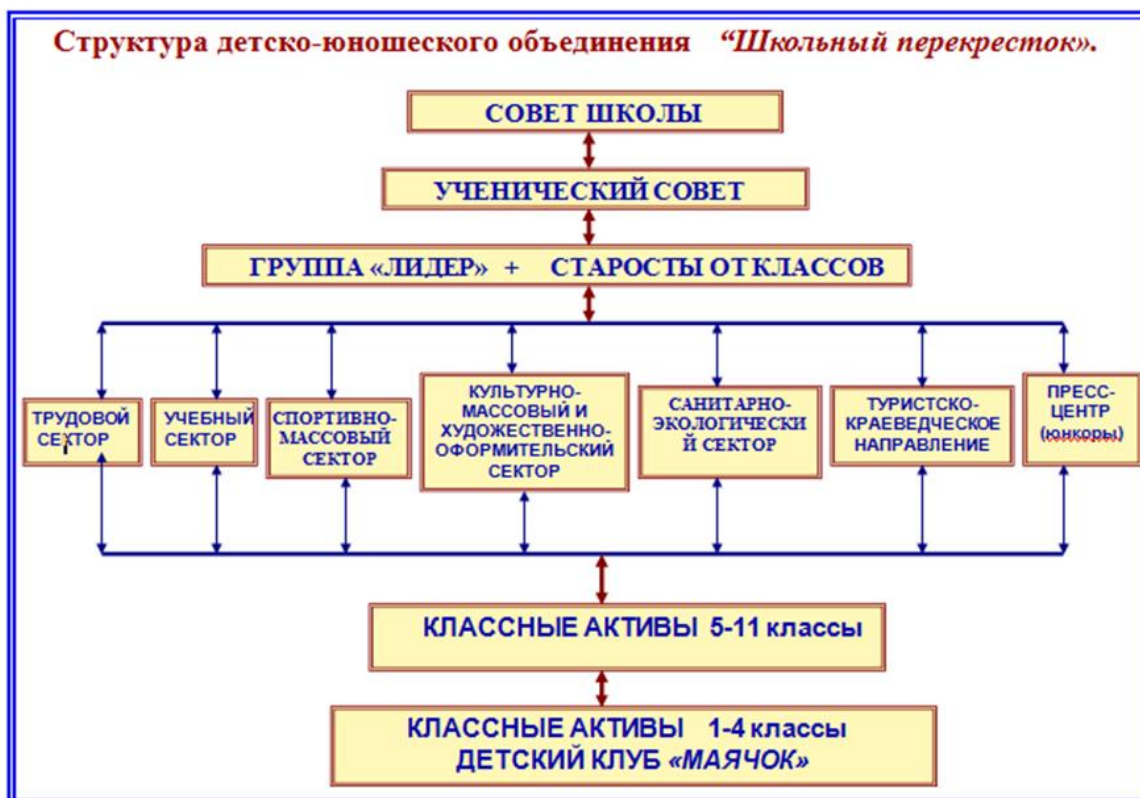 Структура детско-юношеского объединения “Школьный перекресток».
СОВЕТ ШКОЛЫ
УЧЕНИЧЕСКИЙ СОВЕТ
ГРУППА «ЛИДЕР» + СТАРОСТЫ ОТ КЛАССОВ
ТРУДОВОЙ
СЕКТОР
УЧЕБНЫЙ
СЕКТОР
СПОРТИВНО-
МАССОВЫЙ
СЕКТОР
КУЛЬТУРНО-
МАССОВЫЙ И
ХУДОЖЕСТВЕННО-
ОФОРМИТЕЛЬСКИЙ
СЕКТОР
САНИТАРНО-
ЭКОЛОГИЧЕСКИ
Й СЕКТОР
ТУРИСТСКО-
КРАЕВЕДЧЕСКОЕ
НАПРАВЛЕНИЕ
ПРЕСС-
ЦЕНТР
(юнкоры)
КЛАССНЫЕ АКТИВЫ 5-11 классы
КЛАССНЫЕ АКТИВЫ 1-4 классы
ДЕТСКИЙ КЛУБ «МАЯЧОК»